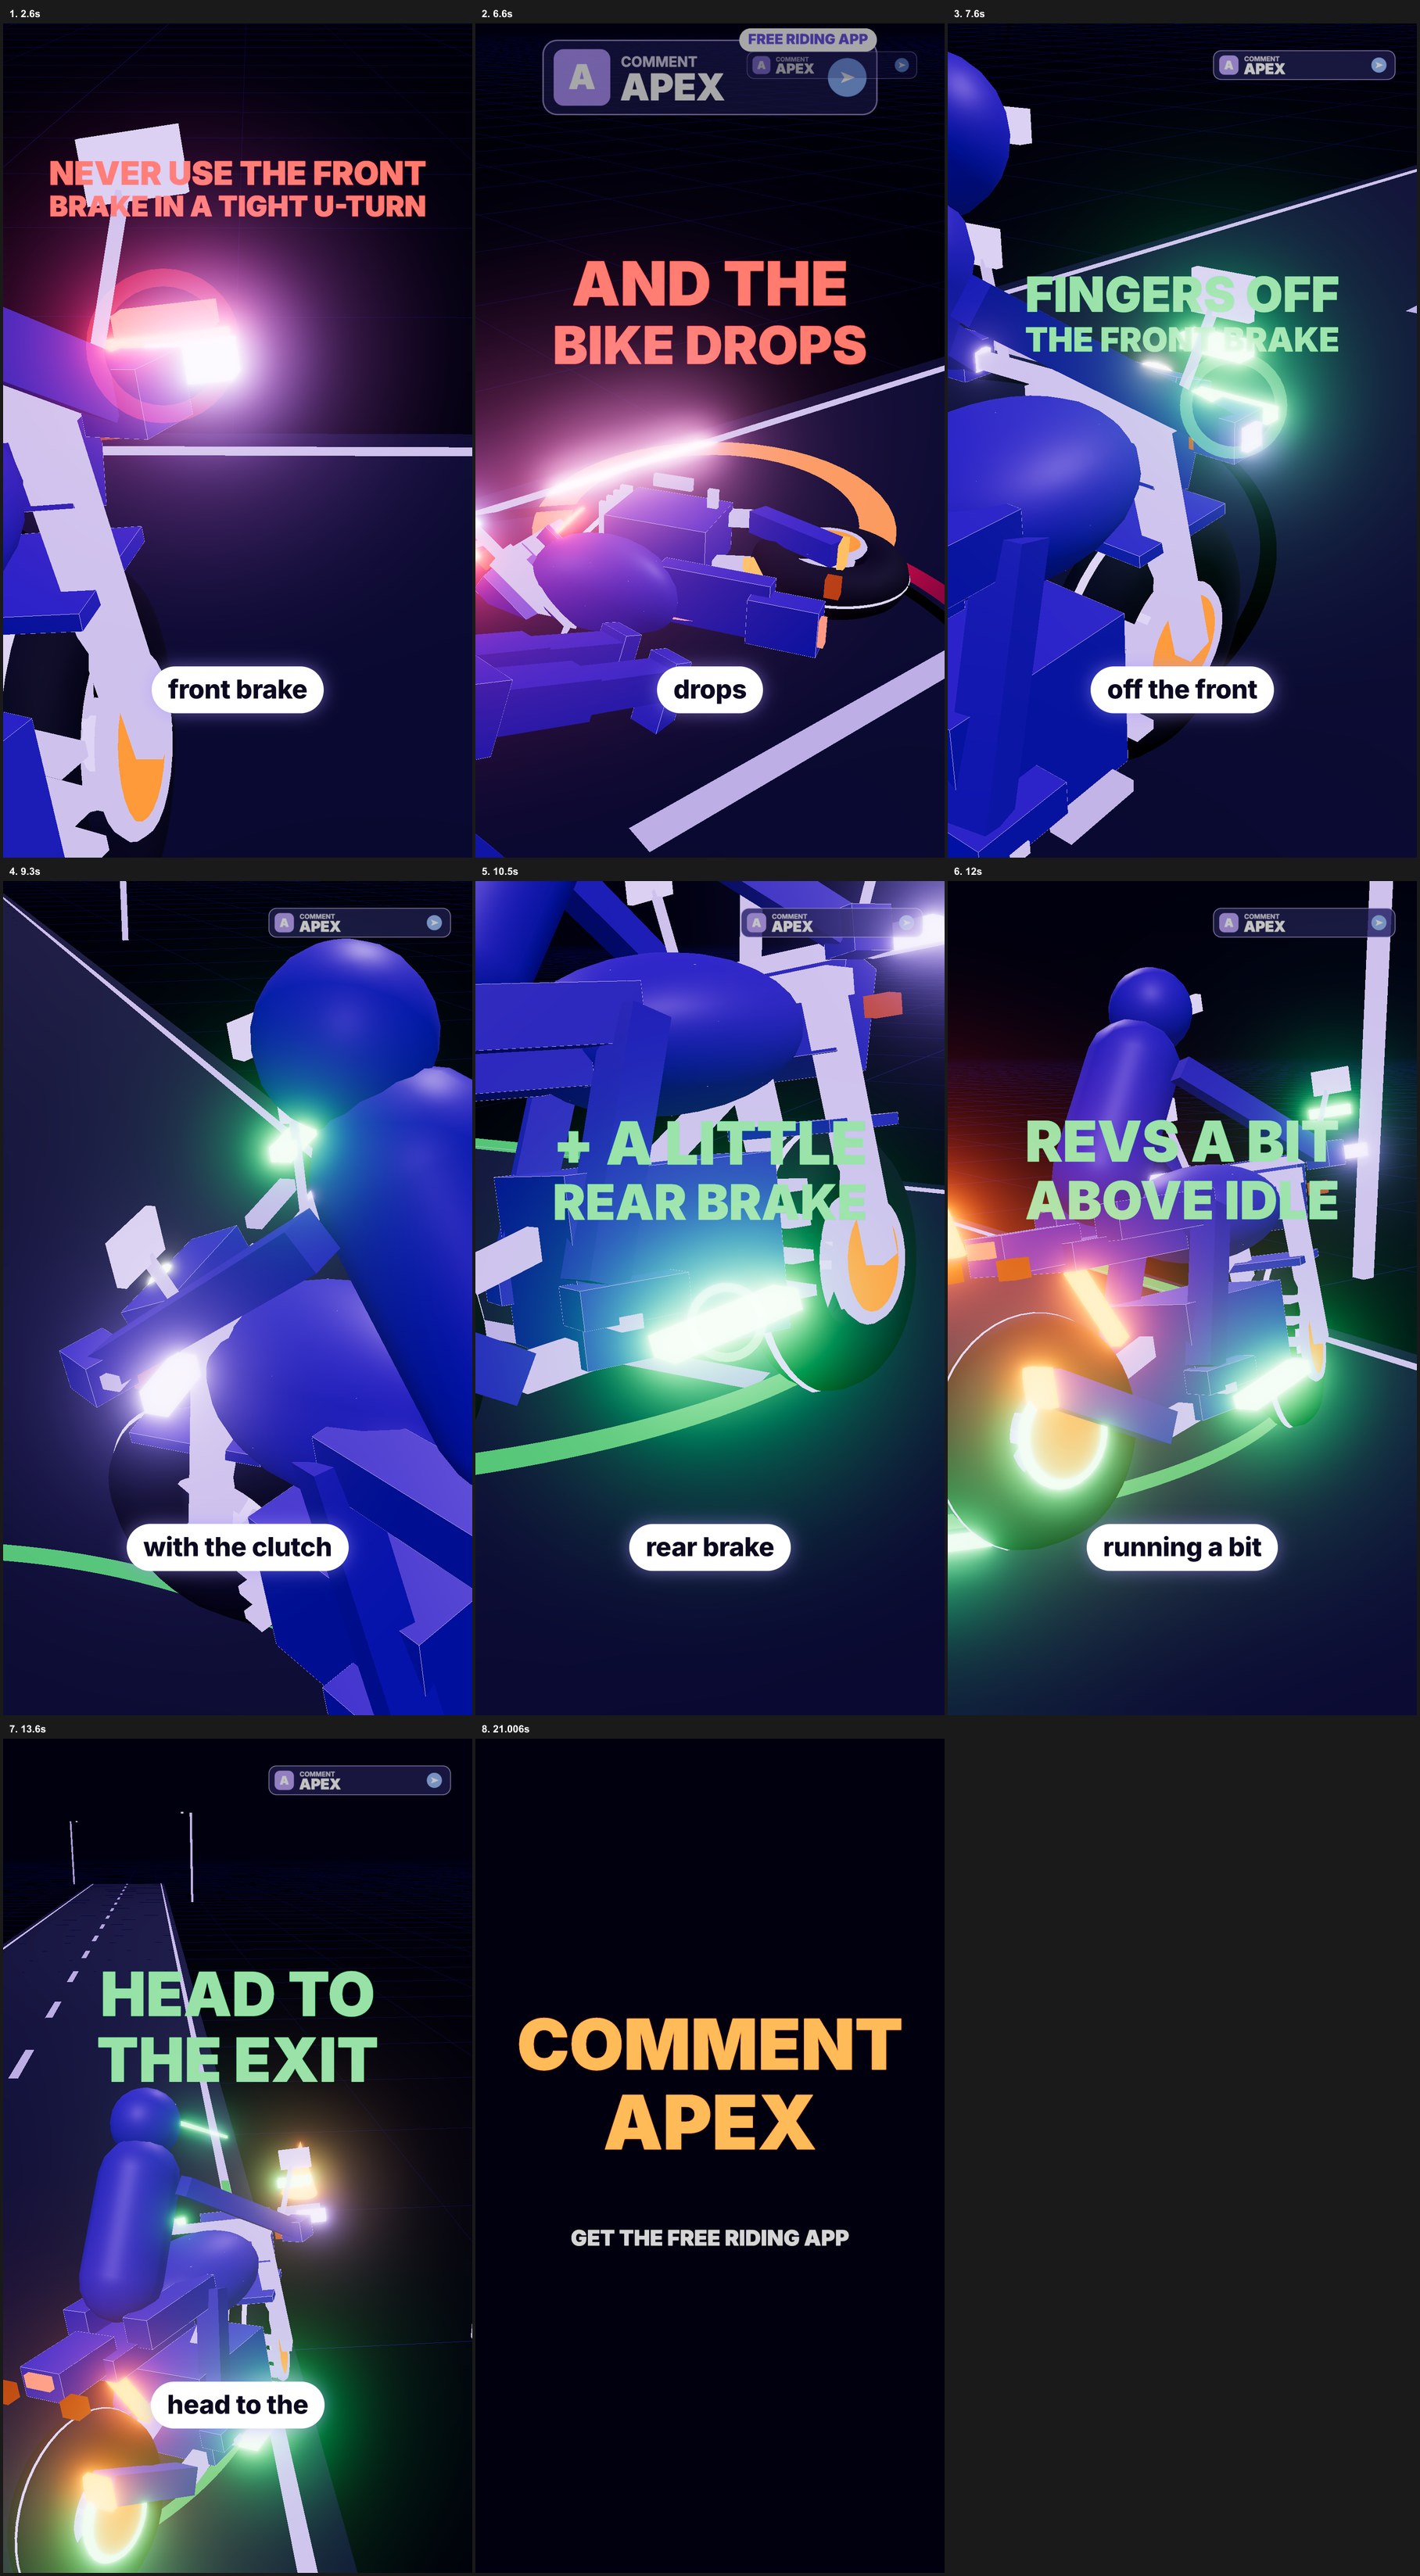 1. 2.6s
NEVER USE THE FRONT
BRAKE IN A TIGHT U-TURN
front brake
2. 6.6s
FREE RIDING APP
A
COMMENT
APEX
A
COMMENT
APEX
AND THE
BIKE DROPS
drops
3. 7.6s
A
COMMENT
APEX
FINGERS OFF
THE FRONT BRAKE
off the front
4. 9.3s
A
COMMENT
APEX
with the clutch
5. 10.5s
A
COMMENT
APEX
+ A LITTLE
REAR BRAKE
rear brake
6. 12s
A
COMMENT
APEX
REVS A BIT
ABOVE IDLE
running a bit
7. 13.6s
A
COMMENT
APEX
HEAD TO
THE EXIT
head to the
8. 21.006s
COMMENT
APEX
GET THE FREE RIDING APP